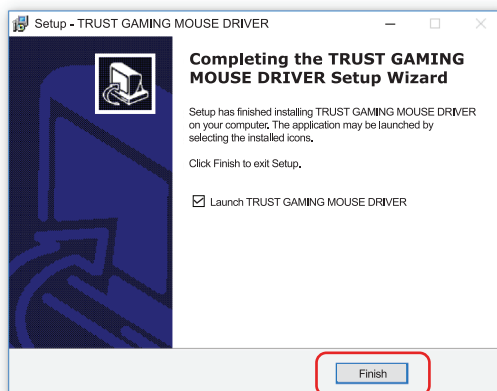 Setup - TRUST GAMING MOUSE DRIVER
Completing the TRUST GAMING
MOUSE DRIVER Setup Wizard
Setup has finished installing TRUST GAMING MOUSE DRIVER
on your computer. The application may be launched by
selecting the installed icons.
Click Finish to exit Setup.
Launch TRUST GAMING MOUSE DRIVER
Finish